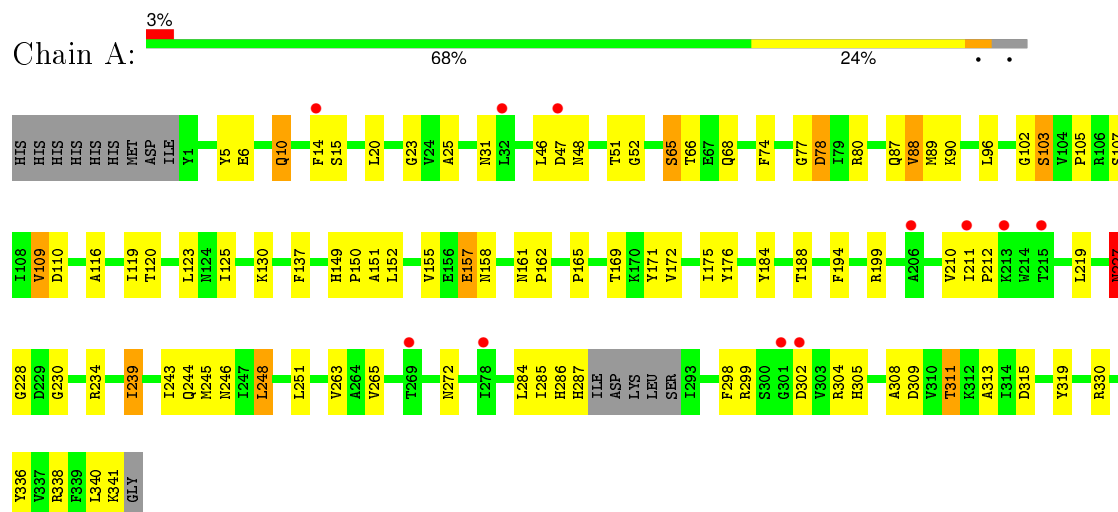 3%
Chain A:
68% 24% • •
HIS HIS HIS HIS HIS HIS MET ASP ILE Y1 Y5 E6 Q10 F14 S15 L20 G23 V24 A25 N31 L32 L46 D47 N48 T51 G52 S65 T66 E67 Q68 F74 G77 D78 I79 R80 Q87 V88 M89 K90 L96 G102 S103 V104 P105 R106 S107
I108 V109 D110 A116 I119 T120 L123 N124 I125 K130 F137 H149 P150 A151 L152 V155 E156 E157 N158 N161 P162 P165 T169 K170 Y171 V172 I175 Y176 Y184 T188 F194 R199 A206 V210 I211 P212 K213 W214 T215 L219 N227
G228 D229 G230 R234 I239 I243 Q244 M245 N246 I247 L248 L251 V263 A264 V265 T269 N272 I278 L284 I285 H286 H287 ILE ASP LYS LEU SER I293 F298 R299 S300 G301 D302 V303 R304 H305 A308 D309 V310 T311 K312 A313 I314 D315 Y319 R330
Y336 V337 R338 F339 L340 K341 GLY